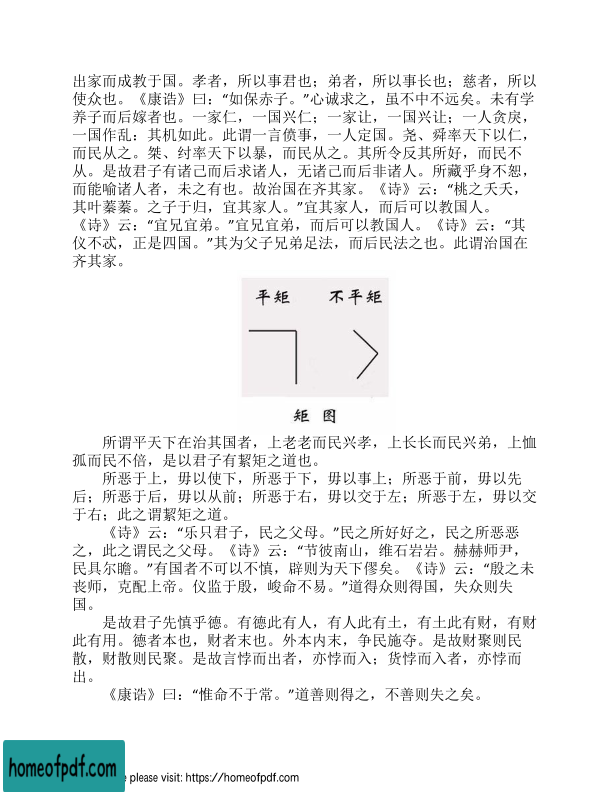 出家而成教于国。孝者，所以事君也；弟者，所以事长也；慈者，所以
使众也。《康诰》曰：“如保赤子。”心诚求之，虽不中不远矣。未有学
养子而后嫁者也。一家仁，一国兴仁；一家让，一国兴让；一人贪戾，
一国作乱：其机如此。此谓一言偾事，一人定国。尧、舜率天下以仁，
而民从之。桀、纣率天下以暴，而民从之。其所令反其所好，而民不
从。是故君子有诸己而后求诸人，无诸己而后非诸人。所藏乎身不恕，
而能喻诸人者，未之有也。故治国在齐其家。《诗》云：“桃之夭夭，
其叶蓁蓁。之子于归，宜其家人。”宜其家人，而后可以教国人。
《诗》云：“宜兄宜弟。”宜兄宜弟，而后可以教国人。《诗》云：“其
仪不忒，正是四国。”其为父子兄弟足法，而后民法之也。此谓治国在
齐其家。
平矩 不平矩
矩 图
所谓平天下在治其国者，上老老而民兴孝，上长长而民兴弟，上恤
孤而民不倍，是以君子有絜矩之道也。
所恶于上，毋以使下，所恶于下，毋以事上；所恶于前，毋以先
后；所恶于后，毋以从前；所恶于右，毋以交于左；所恶于左，毋以交
于右；此之谓絜矩之道。
《诗》云：“乐只君子，民之父母。”民之所好好之，民之所恶恶
之，此之谓民之父母。《诗》云：“节彼南山，维石岩岩。赫赫师尹，
民具尔瞻。”有国者不可以不慎，辟则为天下僇矣。《诗》云：“殷之未
丧师，克配上帝。仪监于殷，峻命不易。”道得众则得国，失众则失
国。
是故君子先慎乎德。有德此有人，有人此有土，有土此有财，有财
此有用。德者本也，财者末也。外本内末，争民施夺。是故财聚则民
散，财散则民聚。是故言悖而出者，亦悖而入；货悖而入者，亦悖而
出。
《康诰》曰：“惟命不于常。”道善则得之，不善则失之矣。
homeofpdf.com
e please visit: https://homeofpdf.com